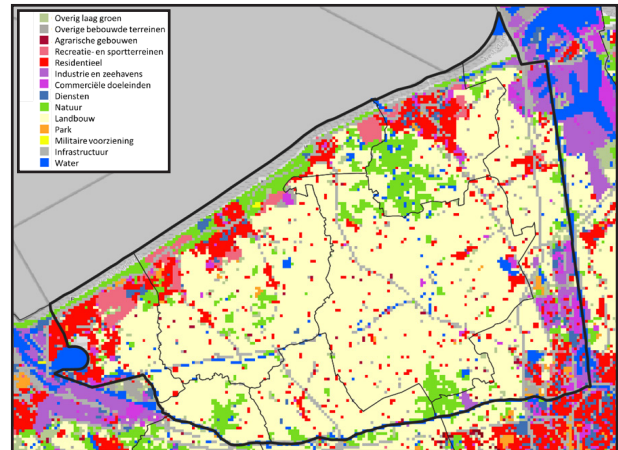 Overig laag groen
Overige bebouwde terreinen
Agrarische gebouwen
Recreatie- en sportterreinen
Residentieel
Industrie en zeehavens
Commerciële doeleinden
Diensten
Natuur
Landbouw
Park
Militaire voorziening
Infrastructuur
Water